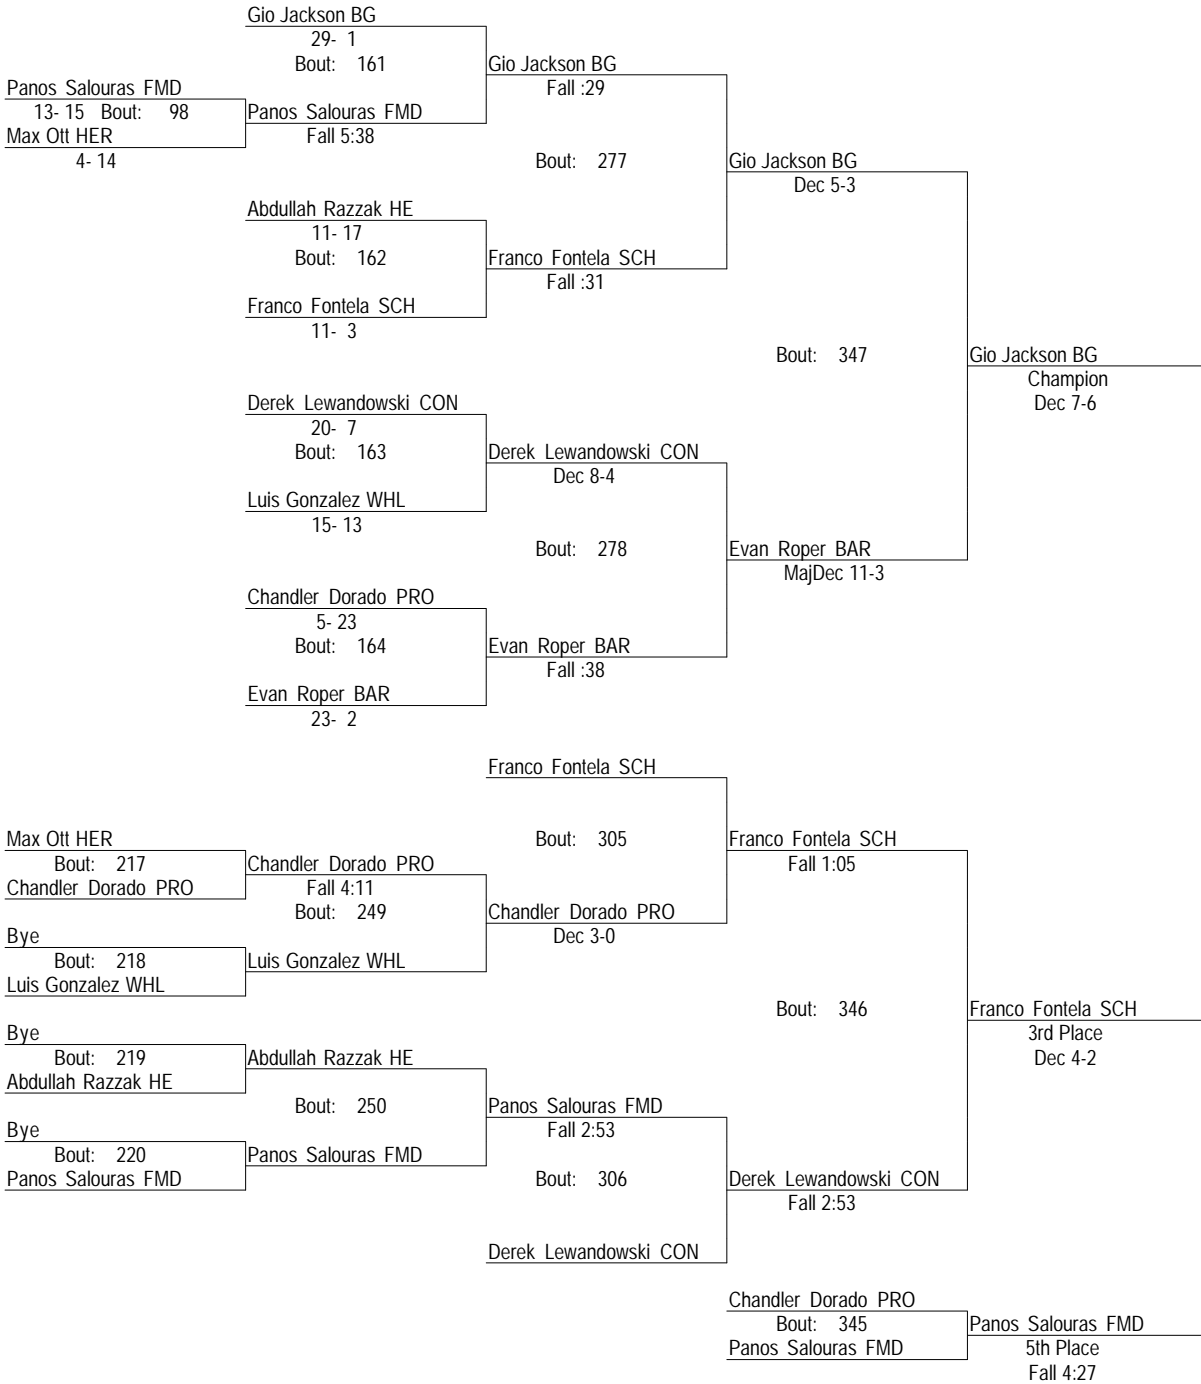 Gio Jackson BG
29- 1
Bout: 161
Gio Jackson BG
Fall :29
Panos Salouras FMD
13- 15 Bout: 98
Panos Salouras FMD
Max Ott HER
Fall 5:38
4- 14
Bout: 277
Gio Jackson BG
Dec 5-3
Abdullah Razzak HE
11- 17
Bout: 162
Franco Fontela SCH
Fall :31
Franco Fontela SCH
11- 3
Bout: 347
Gio Jackson BG
Champion
Dec 7-6
Derek Lewandowski CON
20- 7
Bout: 163
Derek Lewandowski CON
Dec 8-4
Luis Gonzalez WHL
15- 13
Bout: 278
Evan Roper BAR
MajDec 11-3
Chandler Dorado PRO
5- 23
Bout: 164
Evan Roper BAR
Fall :38
Evan Roper BAR
23- 2
Franco Fontela SCH
Max Ott HER
Bout: 305
Franco Fontela SCH
Bout: 217
Chandler Dorado PRO
Fall 1:05
Chandler Dorado PRO
Fall 4:11
Bout: 249
Chandler Dorado PRO
Dec 3-0
Bye
Bout: 218
Luis Gonzalez WHL
Luis Gonzalez WHL
Bout: 346
Franco Fontela SCH
3rd Place
Dec 4-2
Bye
Bout: 219
Abdullah Razzak HE
Abdullah Razzak HE
Bout: 250
Panos Salouras FMD
Fall 2:53
Bye
Bout: 220
Panos Salouras FMD
Panos Salouras FMD
Bout: 306
Derek Lewandowski CON
Fall 2:53
Derek Lewandowski CON
Chandler Dorado PRO
Bout: 345
Panos Salouras FMD
Panos Salouras FMD
5th Place
Fall 4:27